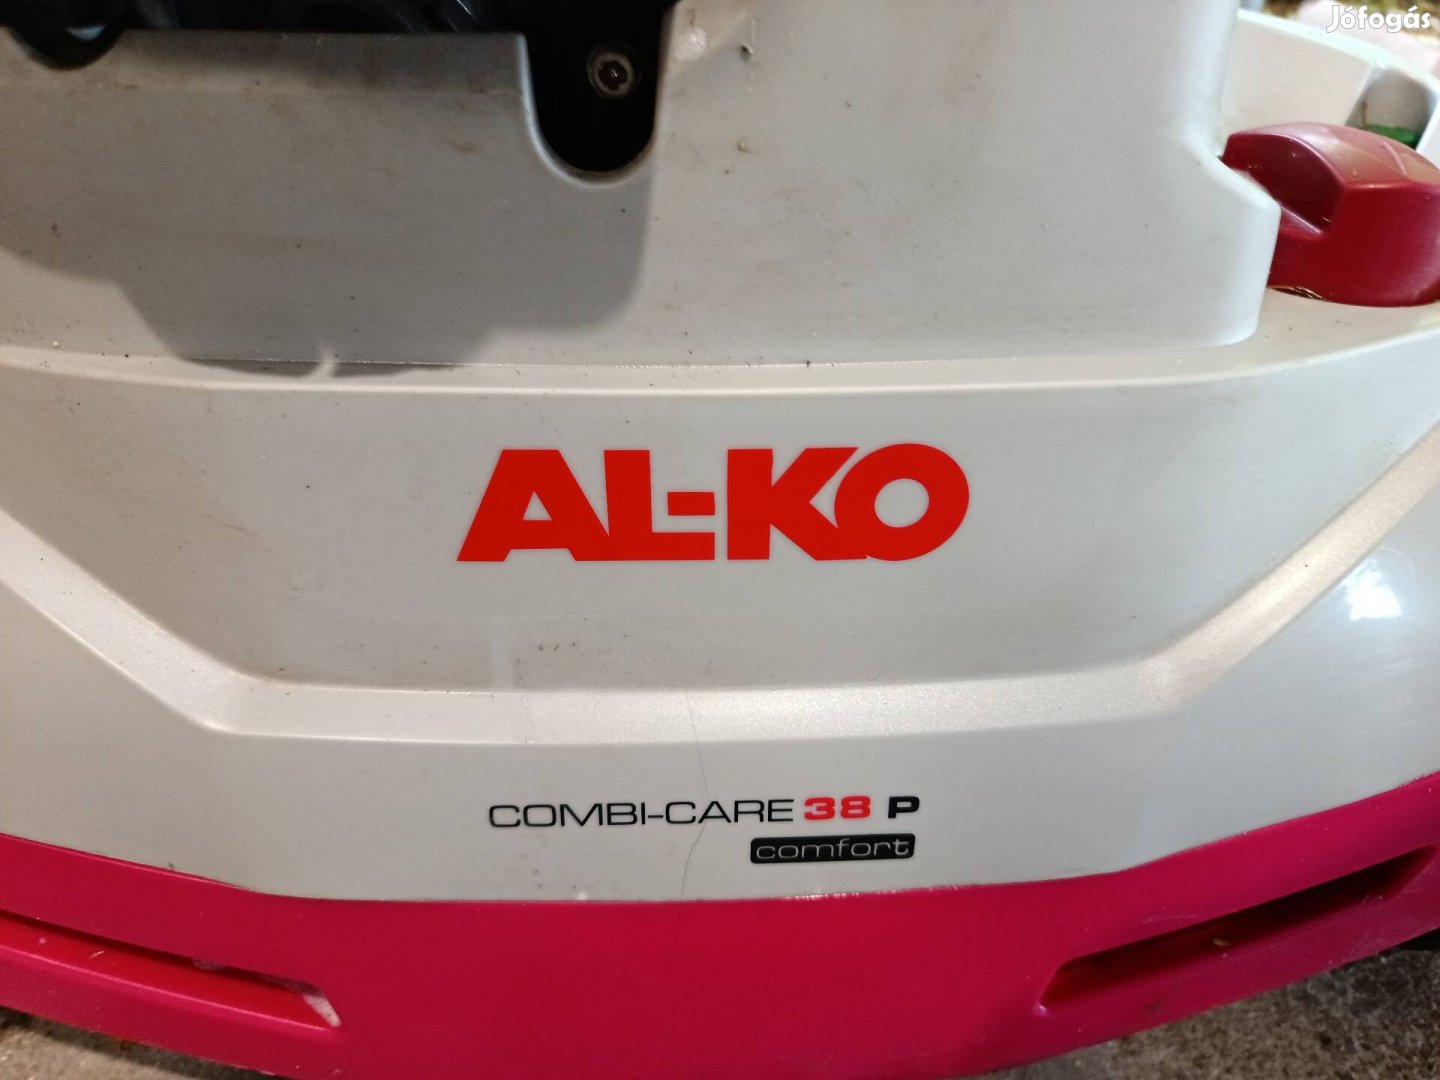 Jófogás
AL-KO
COMBI-CARE 38 P
comfort